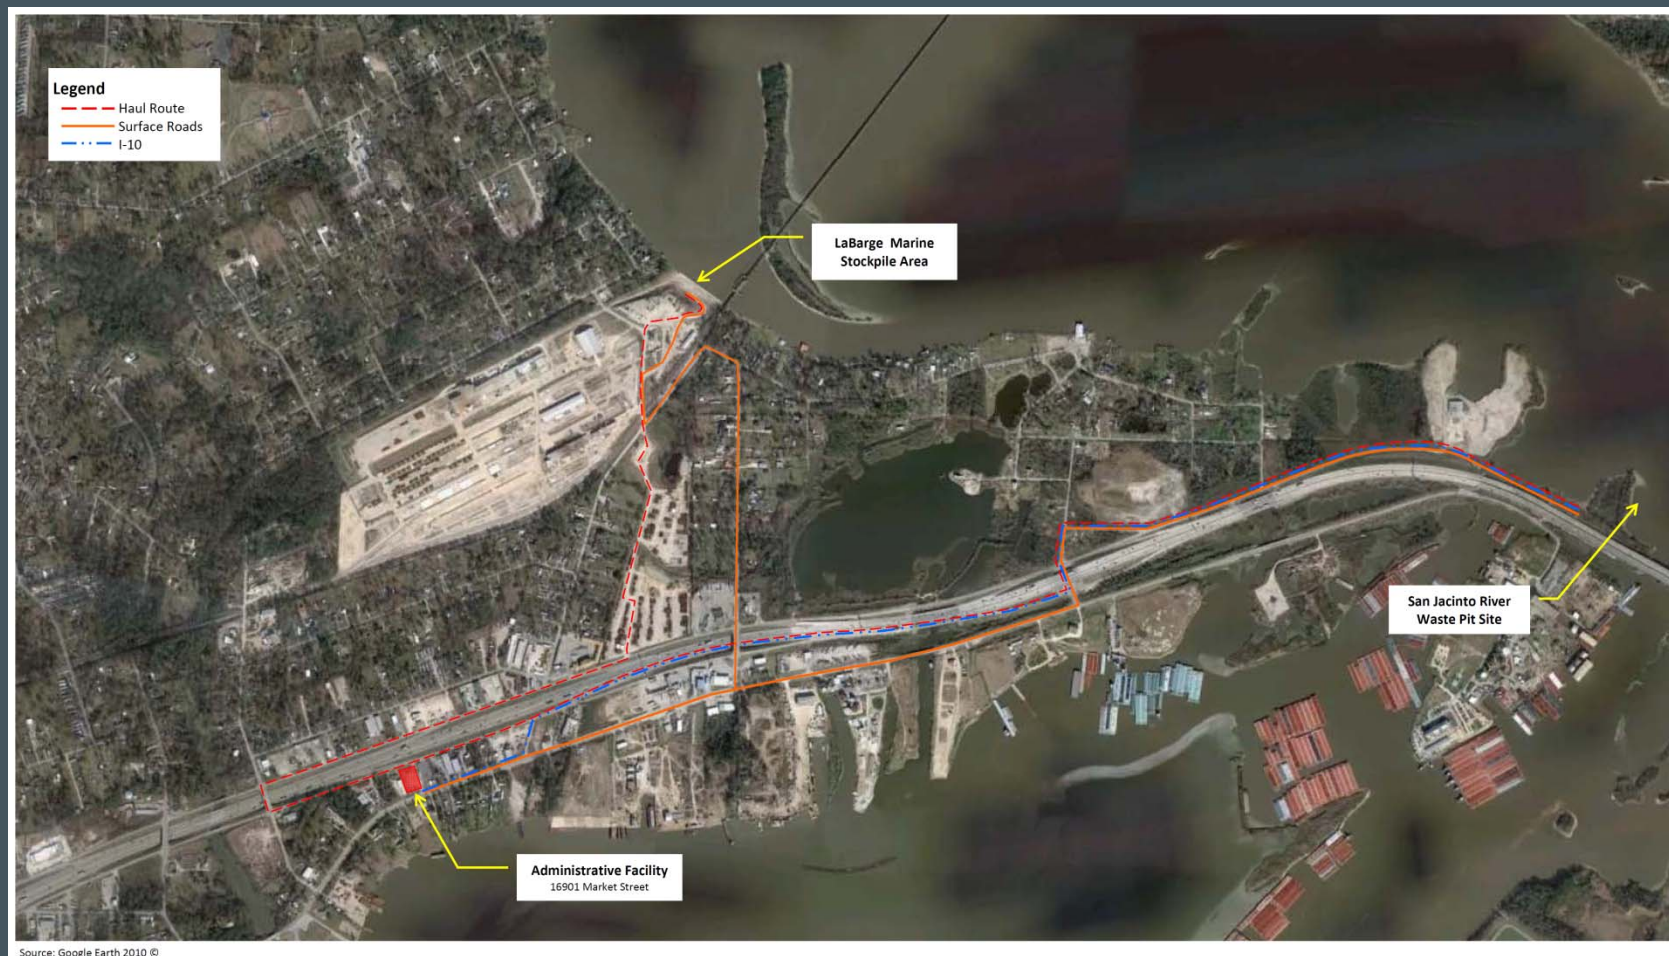 Legend
Haul Route
Surface Roads
I-10
LaBarge Marine
Stockpile Area
San Jacinto River
Waste Pit Site
Administrative Facility
16901 Market Street
Source: Google Earth 2010 ©